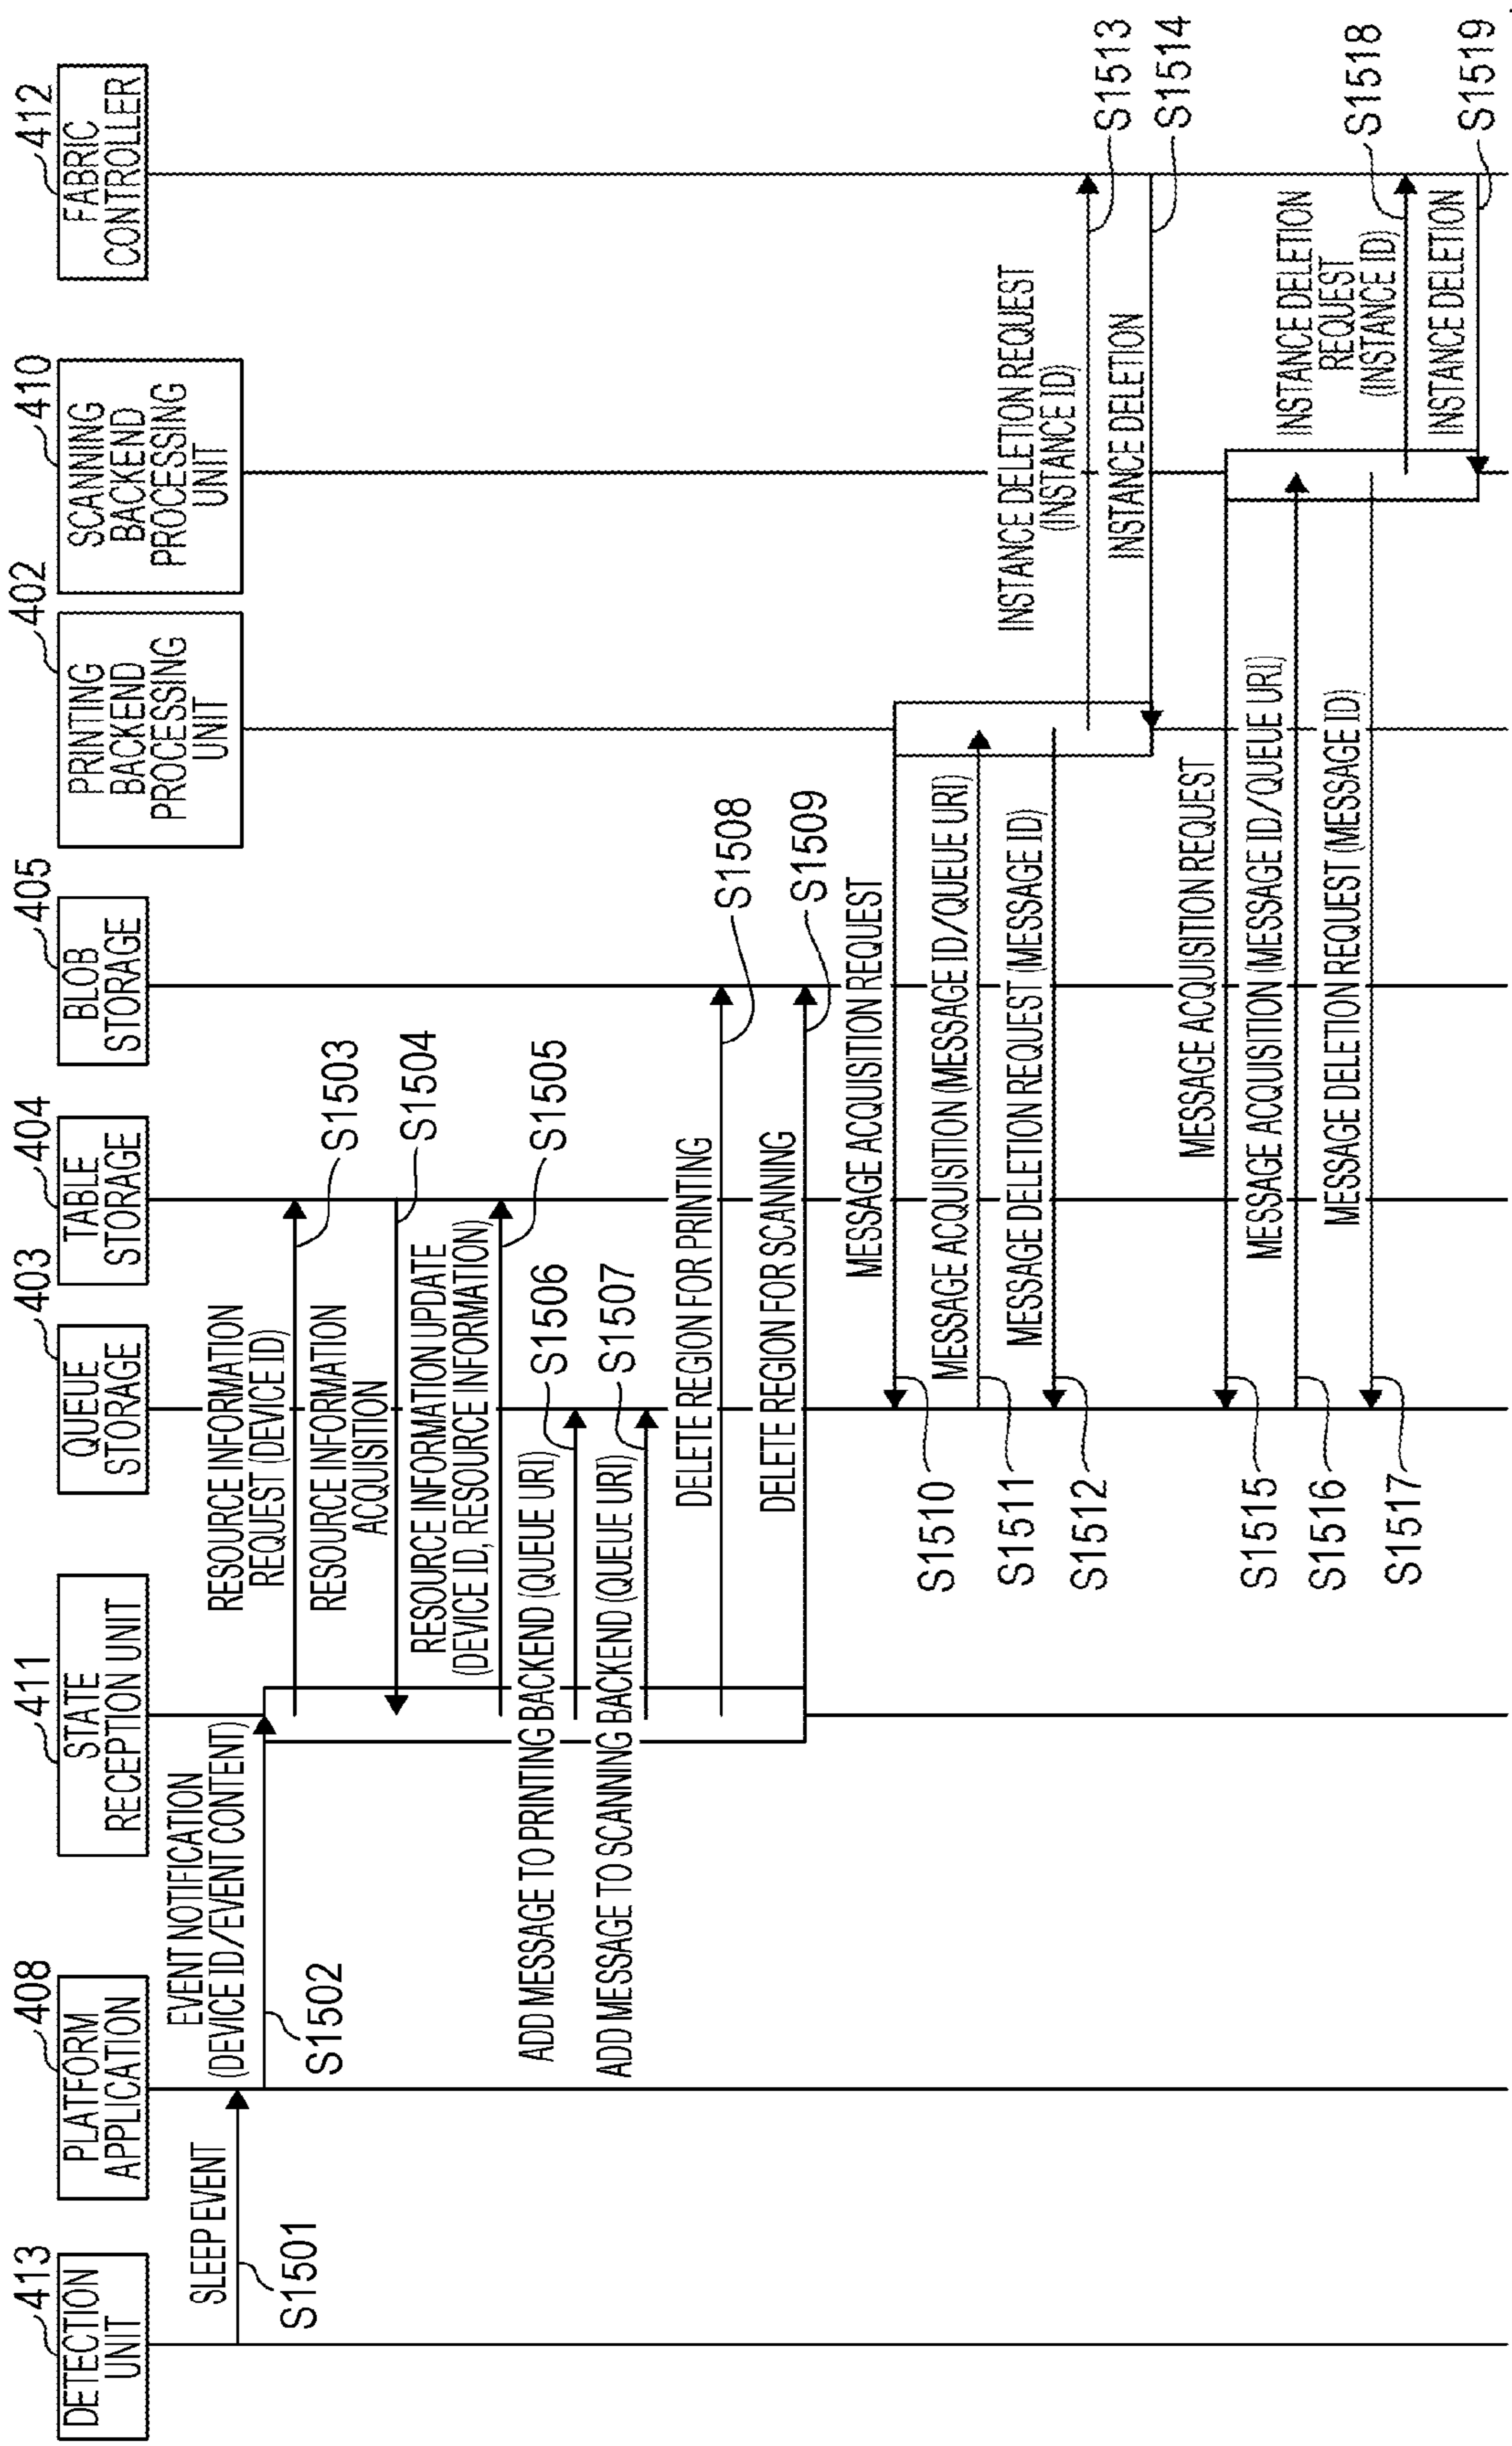 413
DETECTION
UNIT
408
PLATFORM
APPLICATION
411
STATE
RECEPTION UNIT
403
QUEUE
STORAGE
404
TABLE
STORAGE
405
BLOB
STORAGE
402
PRINTING
BACKEND
PROCESSING
UNIT
410
SCANNING
BACKEND
PROCESSING
UNIT
412
FABRIC
CONTROLLER
SLEEP EVENT
S1501
EVENT NOTIFICATION
(DEVICE ID/EVENT CONTENT)
S1502
RESOURCE INFORMATION
REQUEST (DEVICE ID)
S1503
RESOURCE INFORMATION
ACQUISITION
S1504
RESOURCE INFORMATION UPDATE
(DEVICE ID, RESOURCE INFORMATION)
S1505
ADD MESSAGE TO PRINTING BACKEND (QUEUE URI)
S1506
ADD MESSAGE TO SCANNING BACKEND (QUEUE URI)
S1507
DELETE REGION FOR PRINTING
S1508
DELETE REGION FOR SCANNING
S1509
MESSAGE ACQUISITION REQUEST
S1510
MESSAGE ACQUISITION (MESSAGE ID/QUEUE URI)
S1511
MESSAGE DELETION REQUEST (MESSAGE ID)
S1512
INSTANCE DELETION REQUEST
(INSTANCE ID)
S1513
INSTANCE DELETION
S1514
MESSAGE ACQUISITION REQUEST
S1515
MESSAGE ACQUISITION (MESSAGE ID/QUEUE URI)
S1516
MESSAGE DELETION REQUEST (MESSAGE ID)
S1517
INSTANCE DELETION
REQUEST
(INSTANCE ID)
S1518
INSTANCE DELETION
S1519